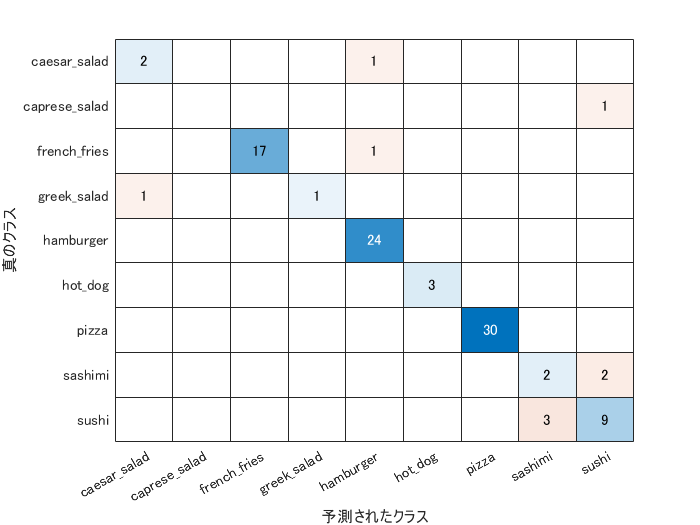 caesar_salad 2 1
caprese_salad 1
french_fries 17 1
greek_salad 1 1
hamburger 24
hot_dog 3
pizza 30
sashimi 2 2
sushi 3 9
真のクラス
caesar_salad caprese_salad french_fries greek_salad hamburger hot_dog pizza sashimi sushi
予測されたクラス